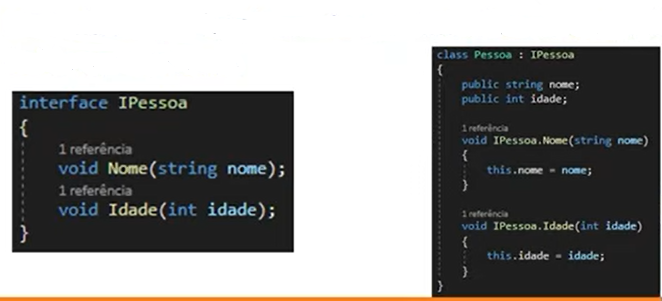 interface IPessoa
{
1 referência
void Nome(string nome);
1 referência
void Idade(int idade);
}
class Pessoa : IPessoa
{
public string nome;
public int idade;
1 referência
void IPessoa.Nome(string nome)
{
this.nome = nome;
}
1 referência
void IPessoa.Idade(int idade)
{
this.idade = idade;
}
}